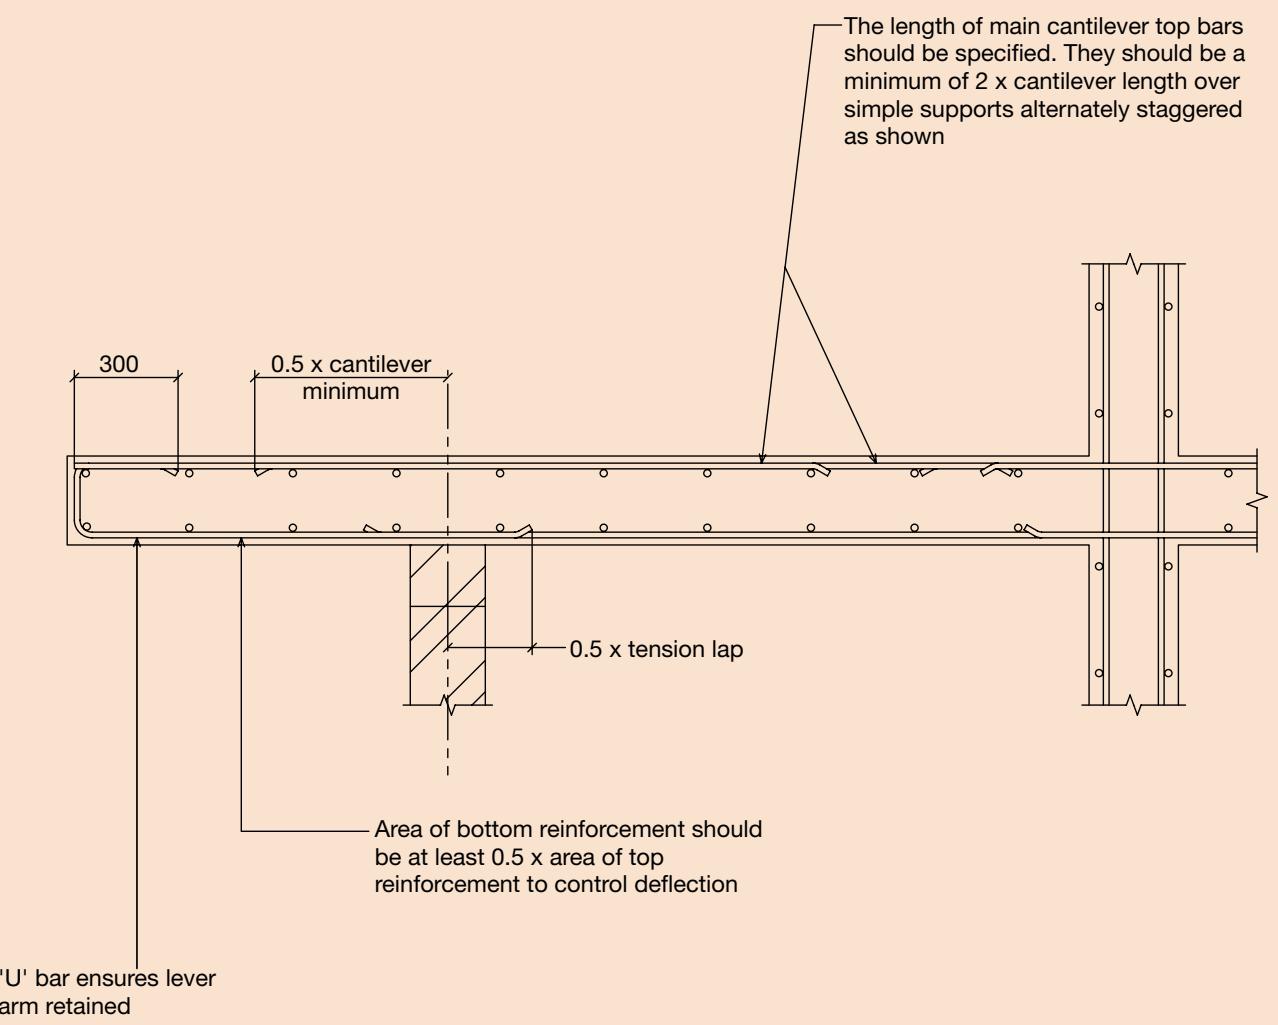 The length of main cantilever top bars
should be specified. They should be a
minimum of 2 x cantilever length over
simple supports alternately staggered
as shown
300
0.5 x cantilever
minimum
0.5 x tension lap
Area of bottom reinforcement should
be at least 0.5 x area of top
reinforcement to control deflection
'U' bar ensures lever
arm retained